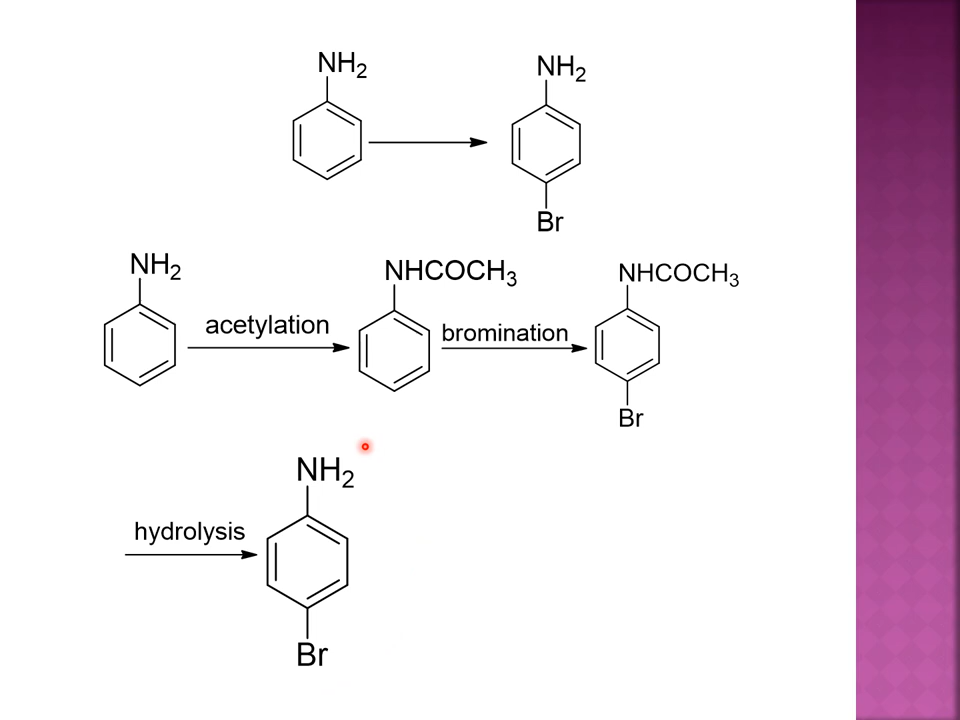 NH2
NH2
Br
NH2
acetylation
NHCOCH3
bromination
NHCOCH3
Br
hydrolysis
NH2
Br